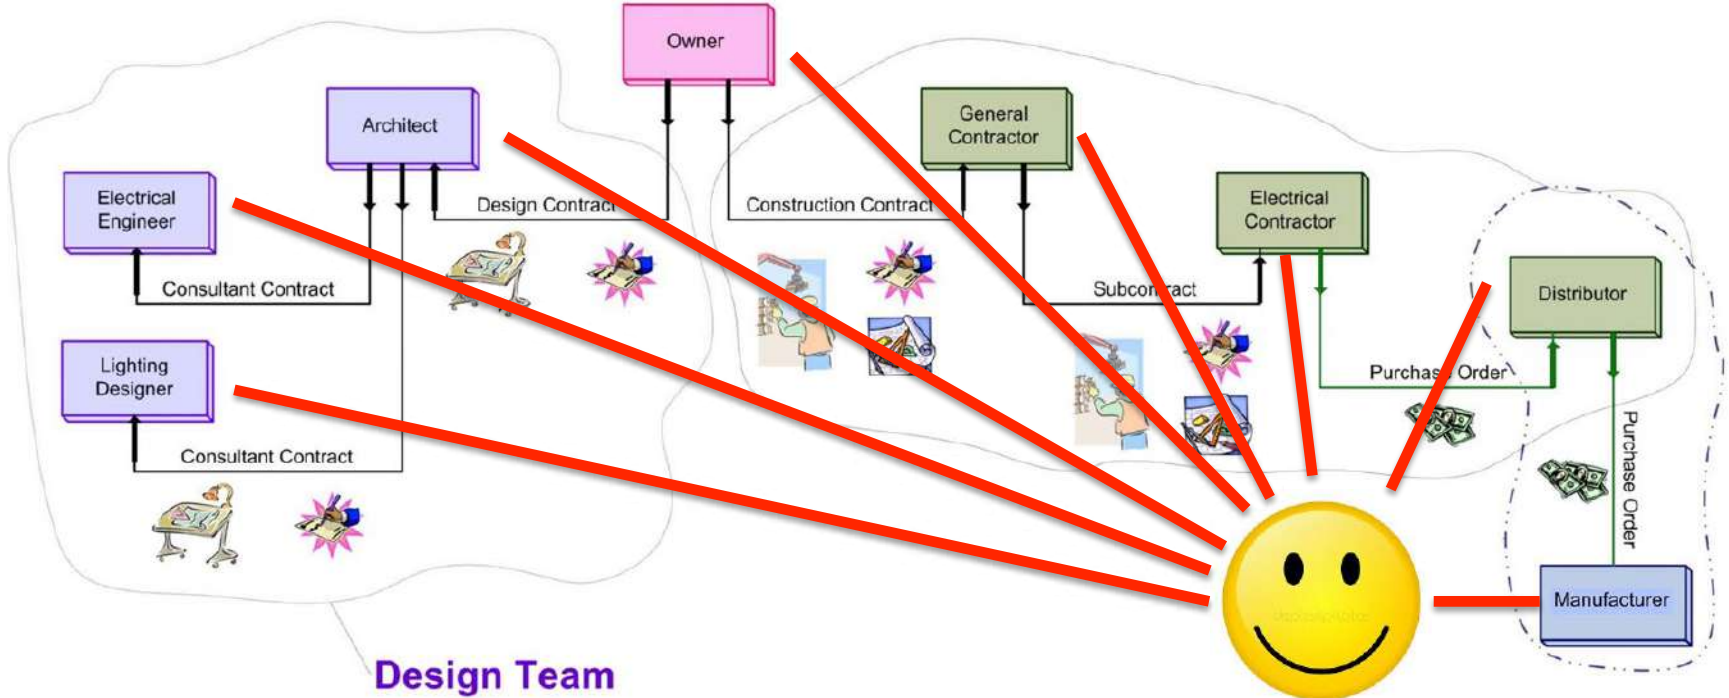 Owner
Architect
General
Contractor
Electrical
Engineer
Electrical
Contractor
Design Contract
Construction Contract
Consultant Contract
Subcontract
Distributor
Lighting
Designer
Purchase Order
Consultant Contract
Purchase Order
Manufacturer
Design Team